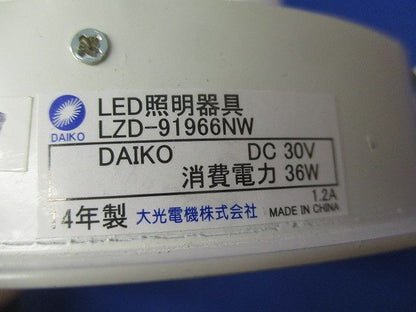 LED照明器具
DAIKO LZD-91966NW
DAIKO DC 30V
消費電力 36W
1.2A
4年製 大光電機株式会社 MADE IN CHINA